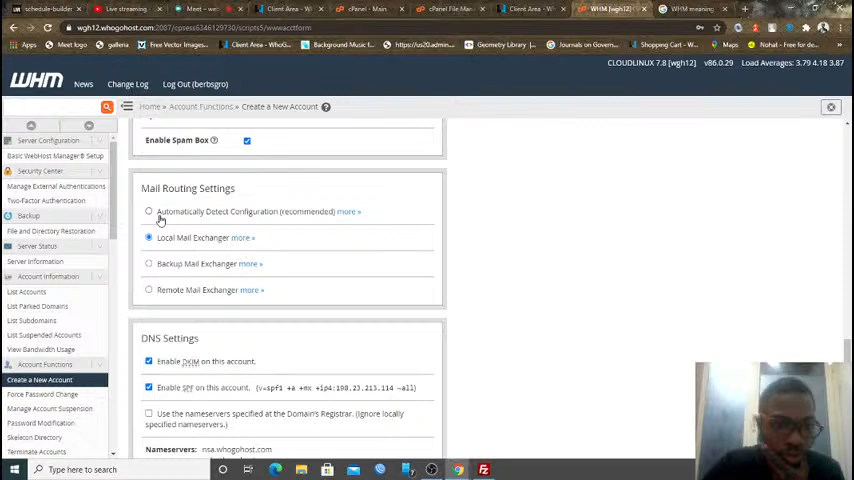 schedule-builder
Live streaming
Meet –
Client Area - W
cPanel - Main
cPanel File Man
Client Area - W
WHM [wgh12]
WHM meaning
wgh12.whogohost.com:2087/cpsess6346129730/scripts5/wwwacctform
Apps
Meet logo
galleria
Client Area - WhoG
Background Music f
https://us20.admin
Geometry Library |
Journals on Govern
Shopping Cart - W
Maps
Nohat - Free for de
CLOUDLINUX 7.8 [wgh12] v86.0.29 Load Averages: 3.79 4.18 3.87
WHM
News
Change Log
Log Out (berbsgro)
Home » Account Functions » Create a New Account
Server Configuration
Basic WebHost Manager® Setup
Security Center
Manage External Authentications
Two-Factor Authentication
Backup
File and Directory Restoration
Server Status
Server Information
Account Information
List Accounts
List Parked Domains
List Subdomains
List Suspended Accounts
View Bandwidth Usage
Account Functions
Create a New Account
Force Password Change
Manage Account Suspension
Password Modification
Skeleton Directory
Terminate Accounts
Enable Spam Box
Mail Routing Settings
Automatically Detect Configuration (recommended) more »
Local Mail Exchanger more »
Backup Mail Exchanger more »
Remote Mail Exchanger more »
DNS Settings
Enable DKIM on this account.
Enable SPF on this account. (v=spf1 +a +mx +ip4:198.23.213.114 ~all)
Use the nameservers specified at the Domain's Registrar. (Ignore locally
specified nameservers.)
Nameservers: nsa.whogohost.com
Type here to search